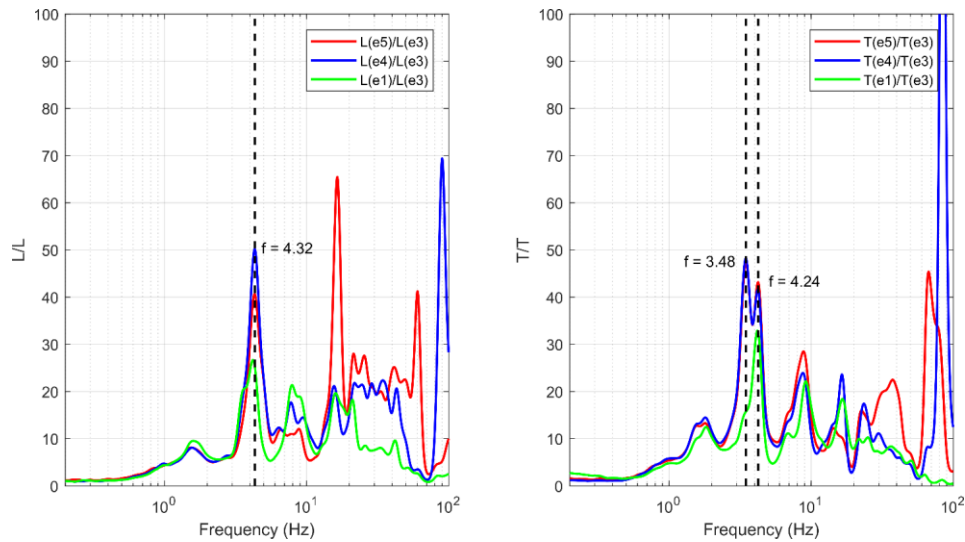 100
90
80
70
60
50
40
30
20
10
0
L/L
10^0
10^1
10^2
Frequency (Hz)
L(e5)/L(e3)
L(e4)/L(e3)
L(e1)/L(e3)
f = 4.32
100
90
80
70
60
50
40
30
20
10
0
T/T
10^0
10^1
10^2
Frequency (Hz)
T(e5)/T(e3)
T(e4)/T(e3)
T(e1)/T(e3)
f = 3.48
f = 4.24